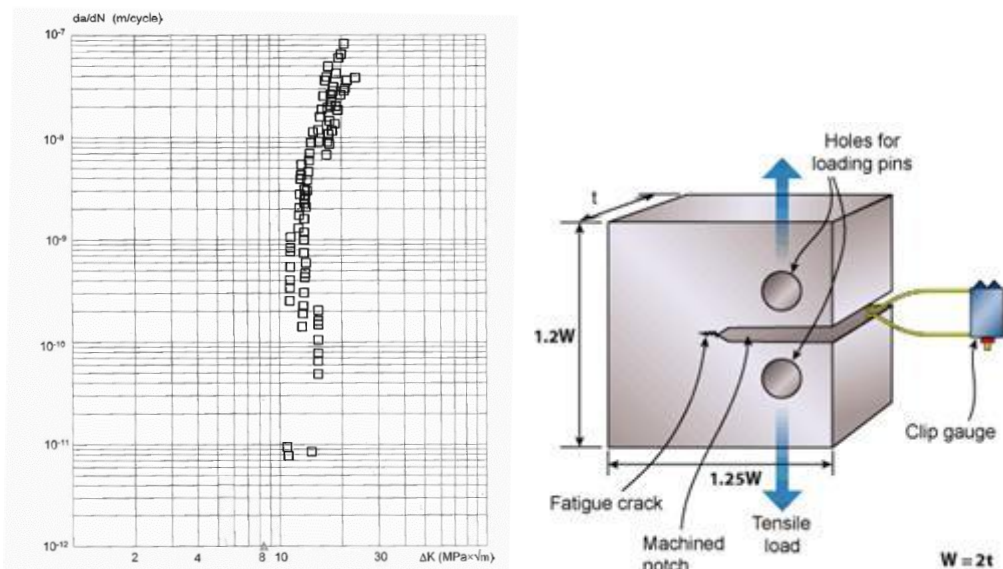 da/dN (m/cycle)
10-7
10-8
10-9
10-10
10-11
10-12
2
4
8
10
30
ΔK (MPa×√m)
Holes for
loading pins
t
1.2W
1.25W
Clip gauge
Fatigue crack
Machined
notch
Tensile
load
W = 2t